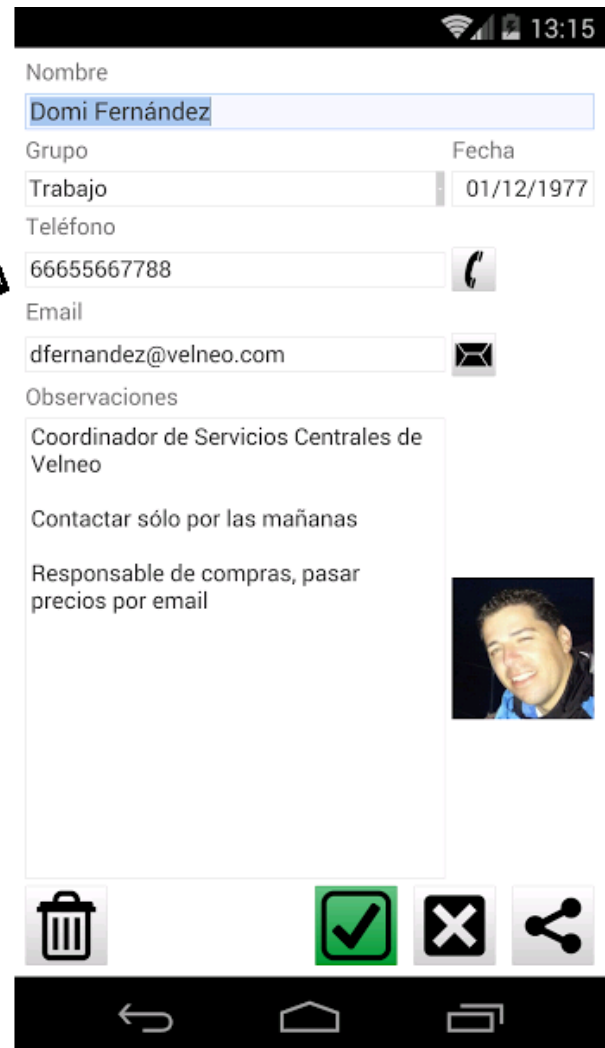 13:15
Nombre
Domi Fernández
Grupo Fecha
Trabajo 01/12/1977
Teléfono
66655667788
Email
dfernandez@velneo.com
Observaciones
Coordinador de Servicios Centrales de
Velneo
Contactar sólo por las mañanas
Responsable de compras, pasar
precios por email